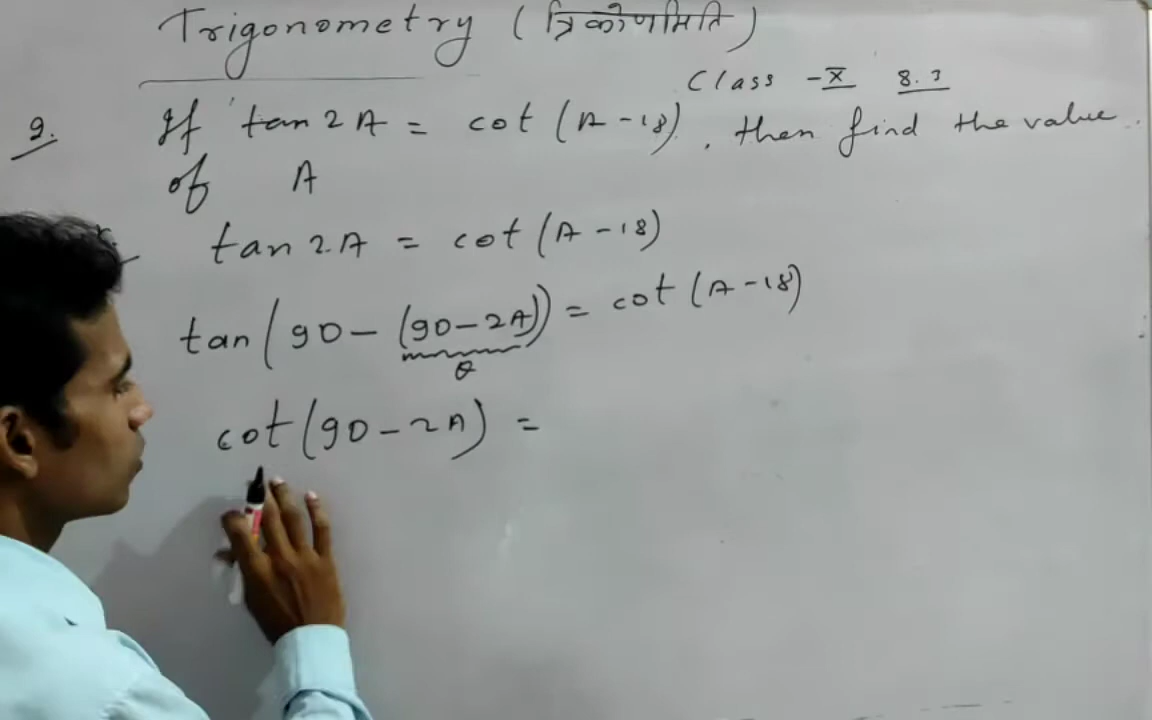 Trigonometry (त्रिकोणमिति)
Class - X 8.3
9. If tan 2A = cot (A - 18), then find the value
of A
tan 2A = cot (A - 18)
tan (90 - (90 - 2A)) = cot (A - 18)
θ
cot (90 - 2A) =